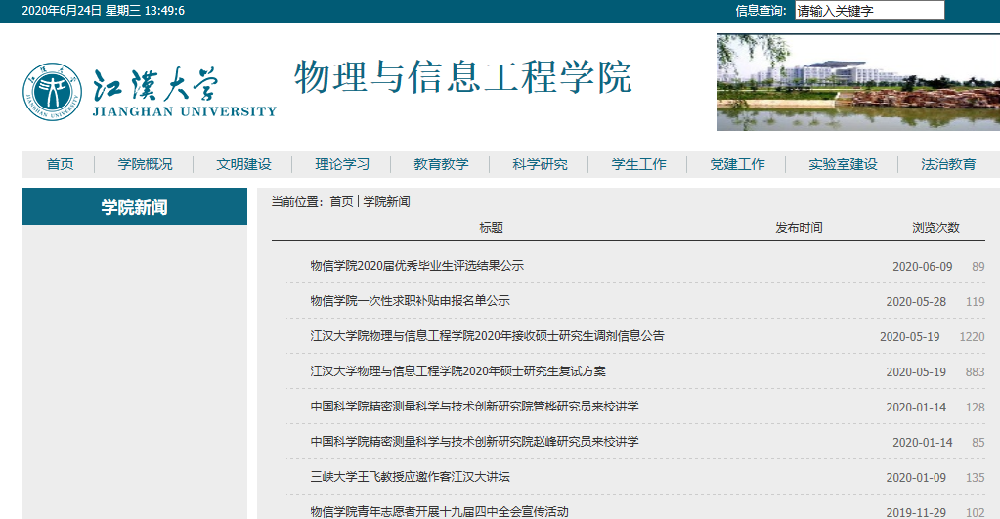 2020年6月24日 星期三 13:49:6 信息查询: 请输入关键字
江汉大学
JIANGHAN UNIVERSITY
物理与信息工程学院
首页 学院概况 文明建设 理论学习 教育教学 科学研究 学生工作 党建工作 实验室建设 法治教育
学院新闻
当前位置: 首页 | 学院新闻
标题 发布时间 浏览次数
物信学院2020届优秀毕业生评选结果公示 2020-06-09 89
物信学院一次性求职补贴申报名单公示 2020-05-28 119
江汉大学院物理与信息工程学院2020年接收硕士研究生调剂信息公告 2020-05-19 1220
江汉大学物理与信息工程学院2020年硕士研究生复试方案 2020-05-19 883
中国科学院精密测量科学与技术创新研究院管桦研究员来校讲学 2020-01-14 128
中国科学院精密测量科学与技术创新研究院赵峰研究员来校讲学 2020-01-14 85
三峡大学王飞教授应邀作客江汉大讲坛 2020-01-09 135
物信学院青年志愿者开展十九届四中全会宣传活动 2019-11-29 102